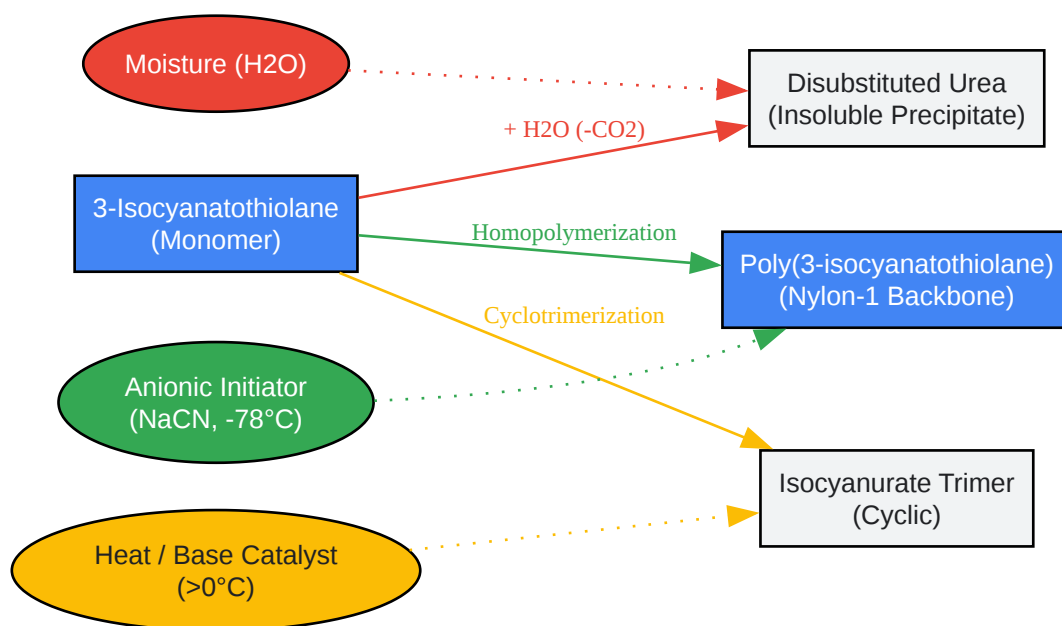 Moisture (H2O)
Disubstituted Urea
(Insoluble Precipitate)
+ H2O (-CO2)
3-Isocyanatothiolane
(Monomer)
Homopolymerization
Poly(3-isocyanatothiolane)
(Nylon-1 Backbone)
Cyclotrimerization
Anionic Initiator
(NaCN, -78°C)
Isocyanurate Trimer
(Cyclic)
Heat / Base Catalyst
(>0°C)